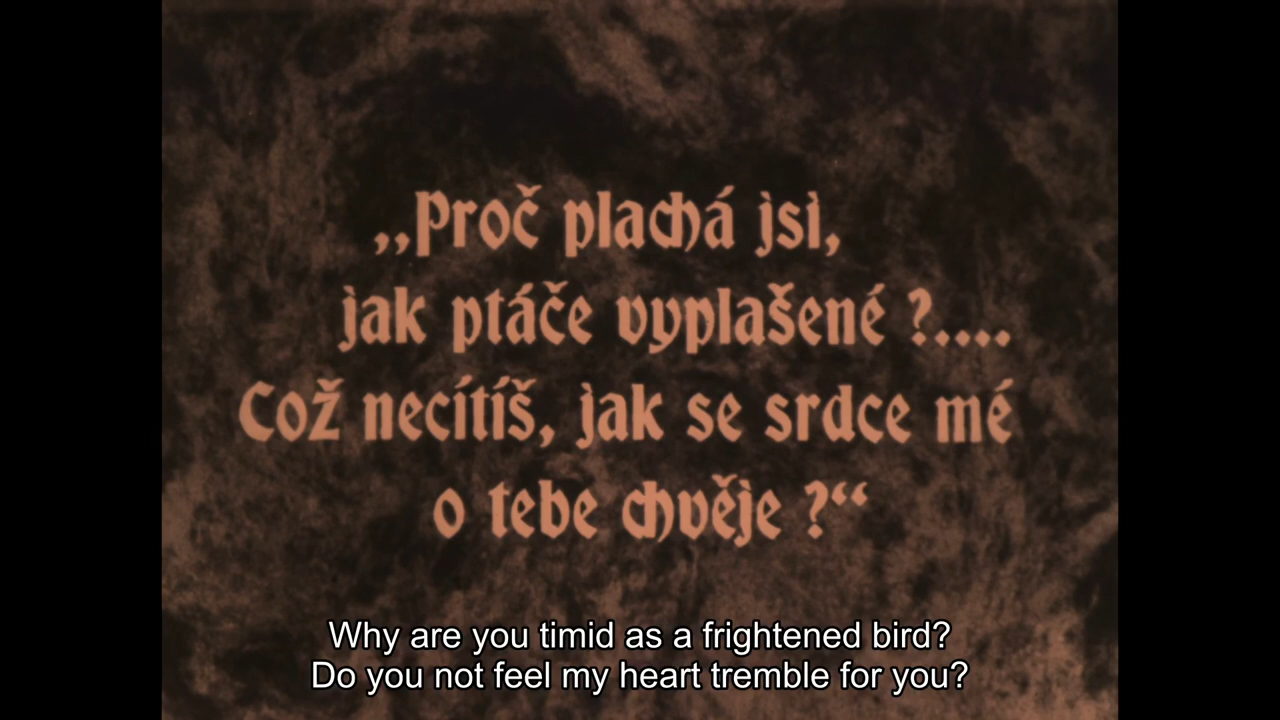 „Proč plachá jsi,
jak ptáče vyplašené ?....
Což necítíš, jak se srdce mé
o tebe chvěje ?“
Why are you timid as a frightened bird?
Do you not feel my heart tremble for you?